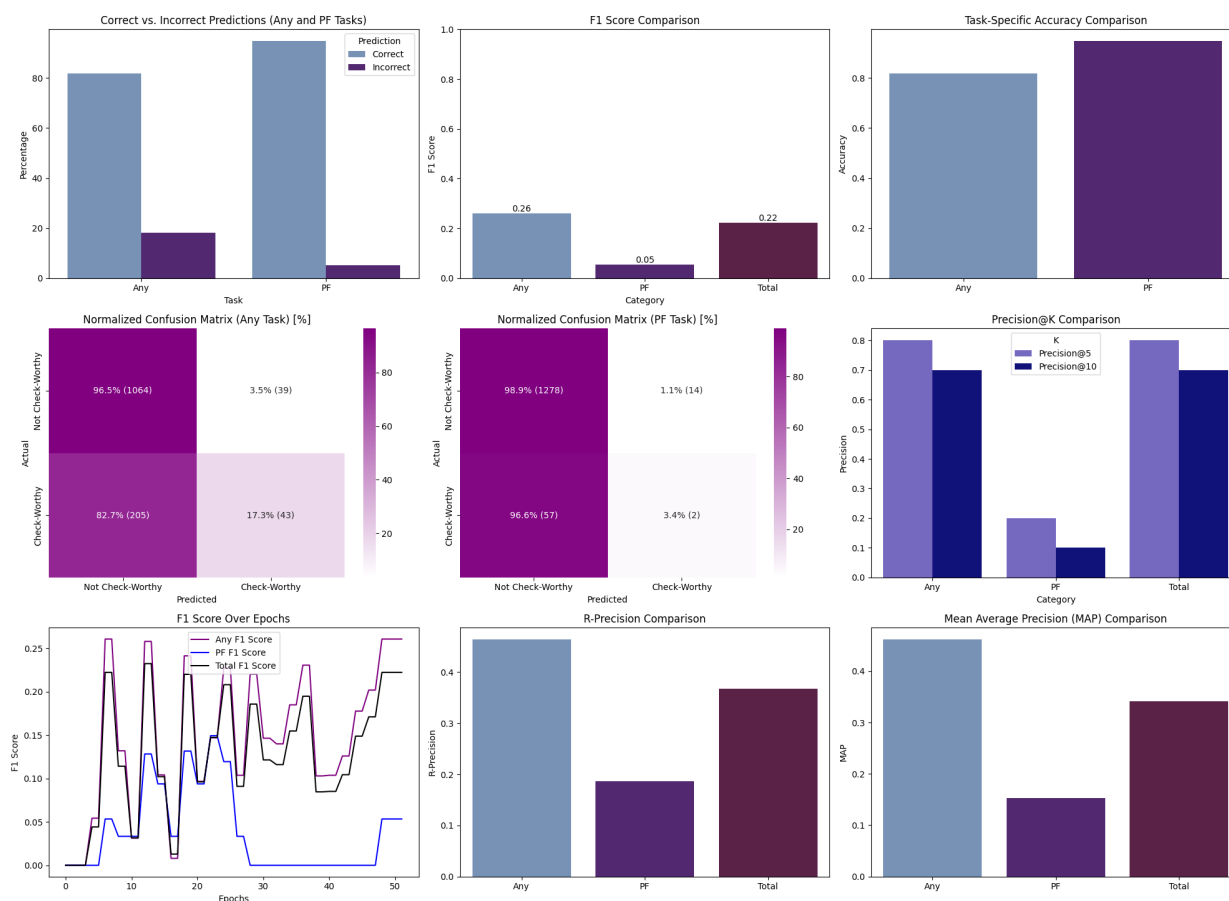 Correct vs. Incorrect Predictions (Any and PF Tasks)
Percentage
80
60
40
20
0
Prediction
Correct
Incorrect
Any
PF
Task
F1 Score Comparison
F1 Score
1.0
0.8
0.6
0.4
0.2
0.0
0.26
0.05
0.22
Any
PF
Total
Category
Task-Specific Accuracy Comparison
Accuracy
0.8
0.6
0.4
0.2
0.0
Any
PF
Normalized Confusion Matrix (Any Task) [%]
Actual
Not Check-Worthy
Check-Worthy
96.5% (1064)
3.5% (39)
82.7% (205)
17.3% (43)
Not Check-Worthy
Check-Worthy
Predicted
80
60
40
20
Normalized Confusion Matrix (PF Task) [%]
Actual
Not Check-Worthy
Check-Worthy
98.9% (1278)
1.1% (14)
96.6% (57)
3.4% (2)
Not Check-Worthy
Check-Worthy
Predicted
80
60
40
20
Precision@K Comparison
Precision
0.8
0.7
0.6
0.5
0.4
0.3
0.2
0.1
0.0
K
Precision@5
Precision@10
Any
PF
Total
Category
F1 Score Over Epochs
F1 Score
0.25
0.20
0.15
0.10
0.05
0.00
Any F1 Score
PF F1 Score
Total F1 Score
0
10
20
30
40
50
Epochs
R-Precision Comparison
R-Precision
0.4
0.3
0.2
0.1
0.0
Any
PF
Total
Mean Average Precision (MAP) Comparison
MAP
0.4
0.3
0.2
0.1
0.0
Any
PF
Total